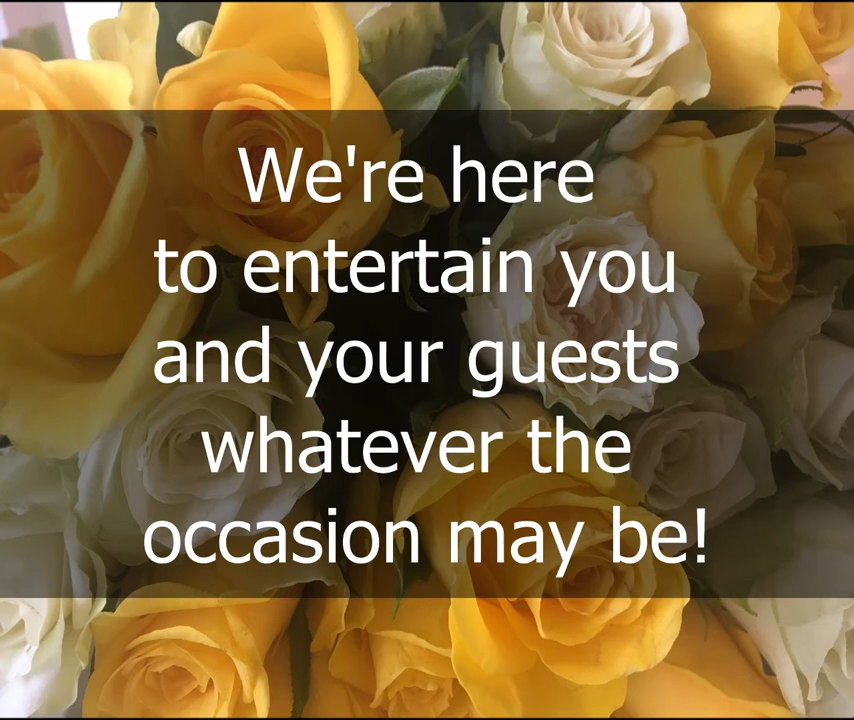 We're here
to entertain you
and your guests
whatever the
occasion may be!